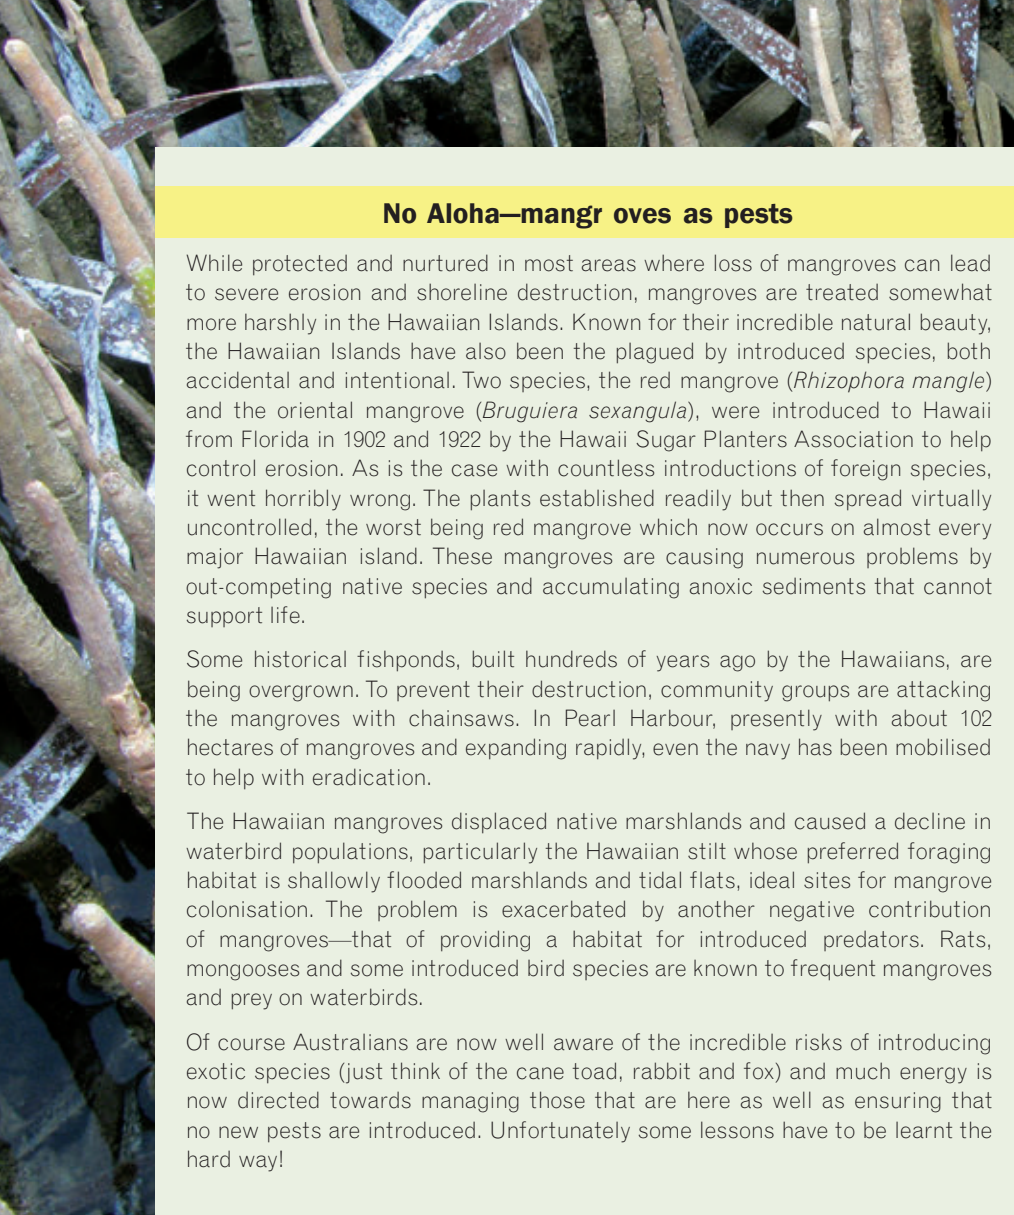 No Aloha—mangr oves as pests
While protected and nurtured in most areas where loss of mangroves can lead
to severe erosion and shoreline destruction, mangroves are treated somewhat
more harshly in the Hawaiian Islands. Known for their incredible natural beauty,
the Hawaiian Islands have also been the plagued by introduced species, both
accidental and intentional. Two species, the red mangrove (Rhizophora mangle)
and the oriental mangrove (Bruguiera sexangula), were introduced to Hawaii
from Florida in 1902 and 1922 by the Hawaii Sugar Planters Association to help
control erosion. As is the case with countless introductions of foreign species,
it went horribly wrong. The plants established readily but then spread virtually
uncontrolled, the worst being red mangrove which now occurs on almost every
major Hawaiian island. These mangroves are causing numerous problems by
out-competing native species and accumulating anoxic sediments that cannot
support life.
Some historical fishponds, built hundreds of years ago by the Hawaiians, are
being overgrown. To prevent their destruction, community groups are attacking
the mangroves with chainsaws. In Pearl Harbour, presently with about 102
hectares of mangroves and expanding rapidly, even the navy has been mobilised
to help with eradication.
The Hawaiian mangroves displaced native marshlands and caused a decline in
waterbird populations, particularly the Hawaiian stilt whose preferred foraging
habitat is shallowly flooded marshlands and tidal flats, ideal sites for mangrove
colonisation. The problem is exacerbated by another negative contribution
of mangroves—that of providing a habitat for introduced predators. Rats,
mongooses and some introduced bird species are known to frequent mangroves
and prey on waterbirds.
Of course Australians are now well aware of the incredible risks of introducing
exotic species (just think of the cane toad, rabbit and fox) and much energy is
now directed towards managing those that are here as well as ensuring that
no new pests are introduced. Unfortunately some lessons have to be learnt the
hard way!